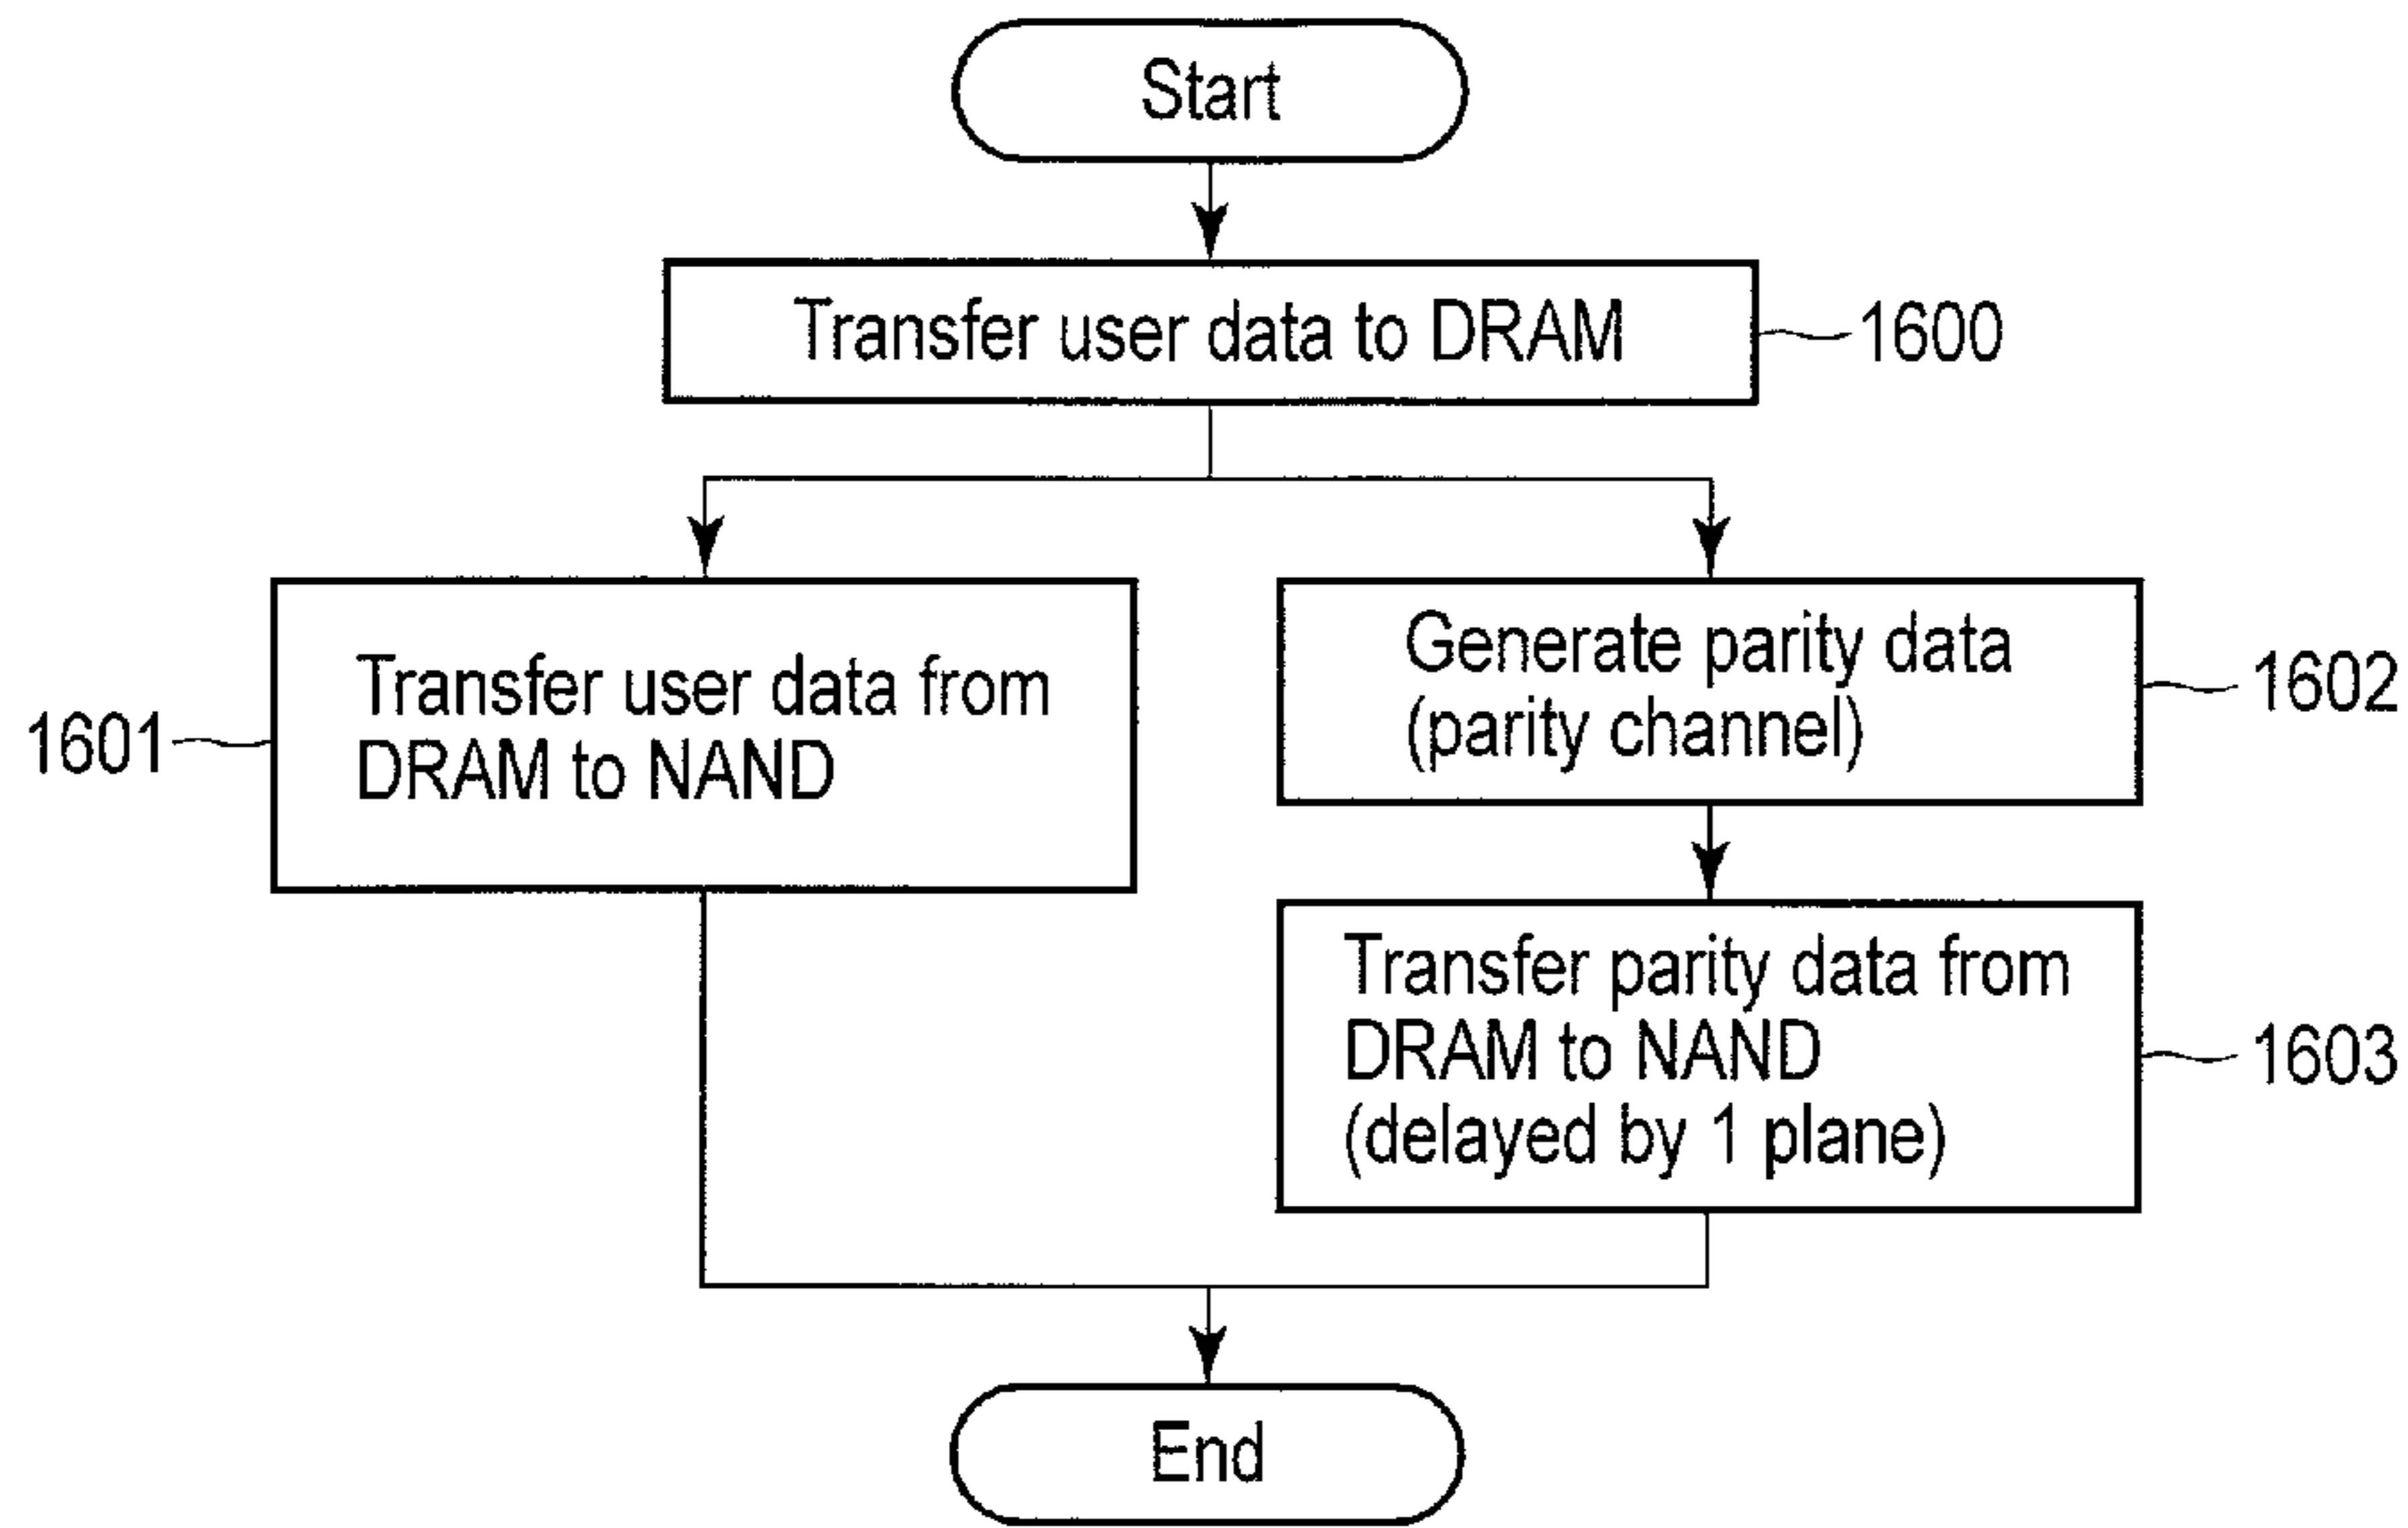 Start
Transfer user data to DRAM
1600
Transfer user data from
DRAM to NAND
1601
Generate parity data
(parity channel)
1602
Transfer parity data from
DRAM to NAND
(delayed by 1 plane)
1603
End